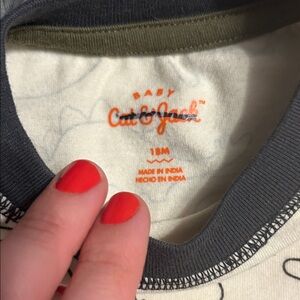 BABY
Cat & Jack™
18M
MADE IN INDIA
HECHO EN INDIA